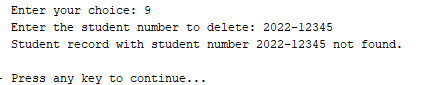 Enter your choice: 9
Enter the student number to delete: 2022-12345
Student record with student number 2022-12345 not found.
Press any key to continue...